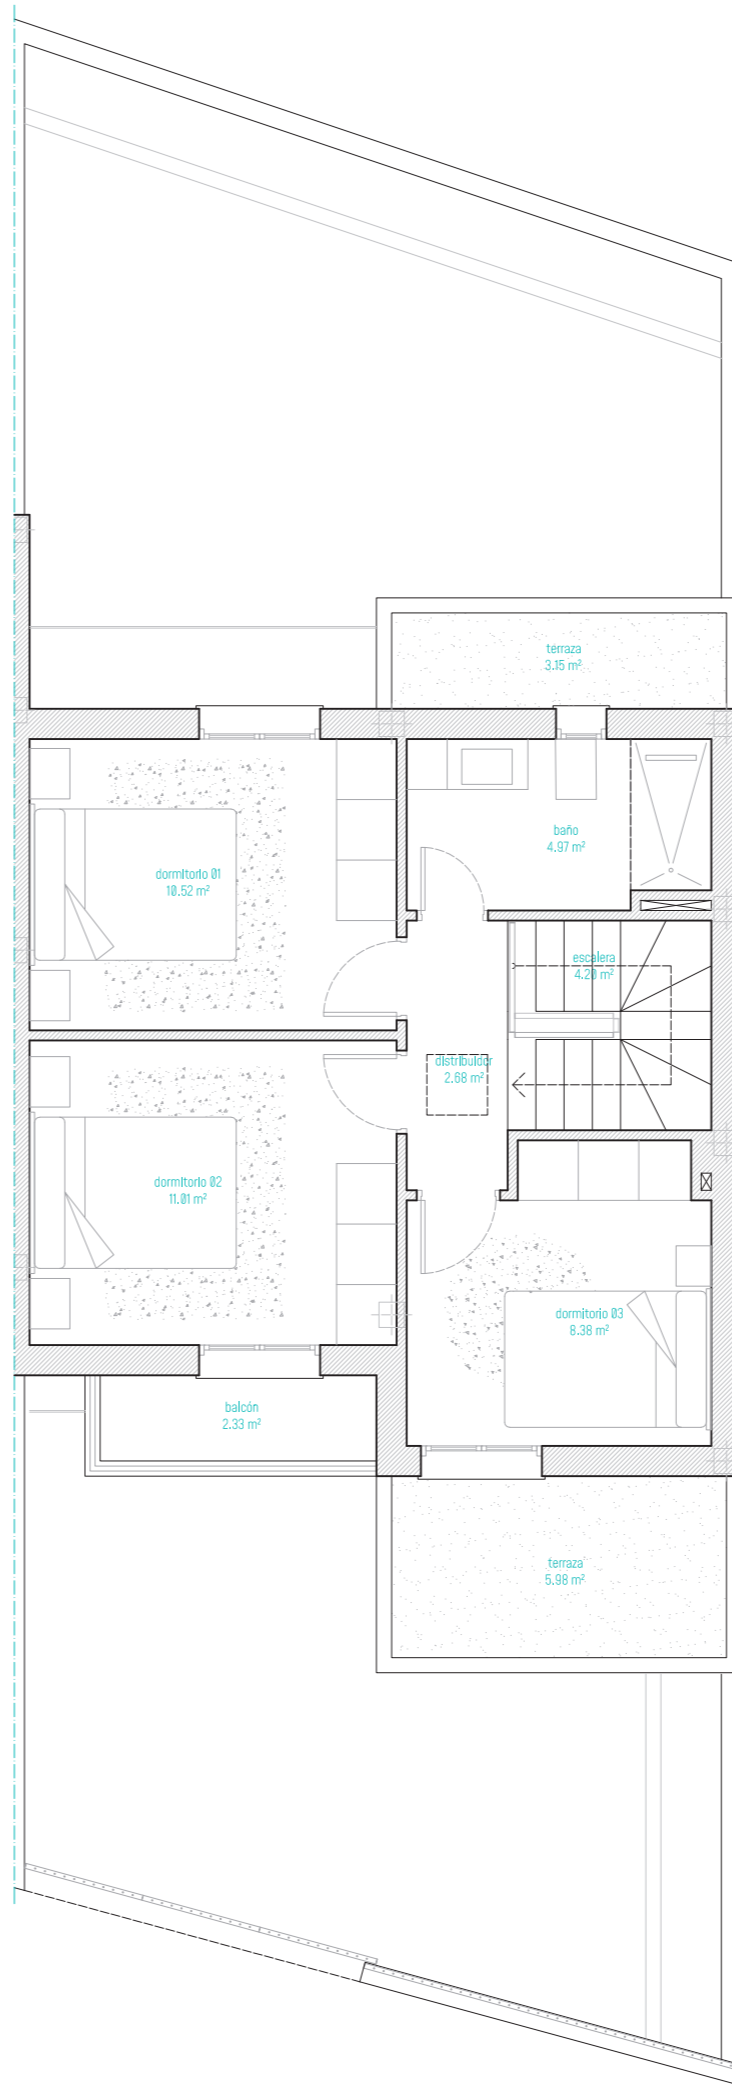 terraza
3.15 m²
baño
4.97 m²
dormitorio 01
10.52 m²
escalera
4.20 m²
distribuidor
2.68 m²
dormitorio 02
11.01 m²
dormitorio 03
8.38 m²
balcón
2.33 m²
terraza
5.98 m²